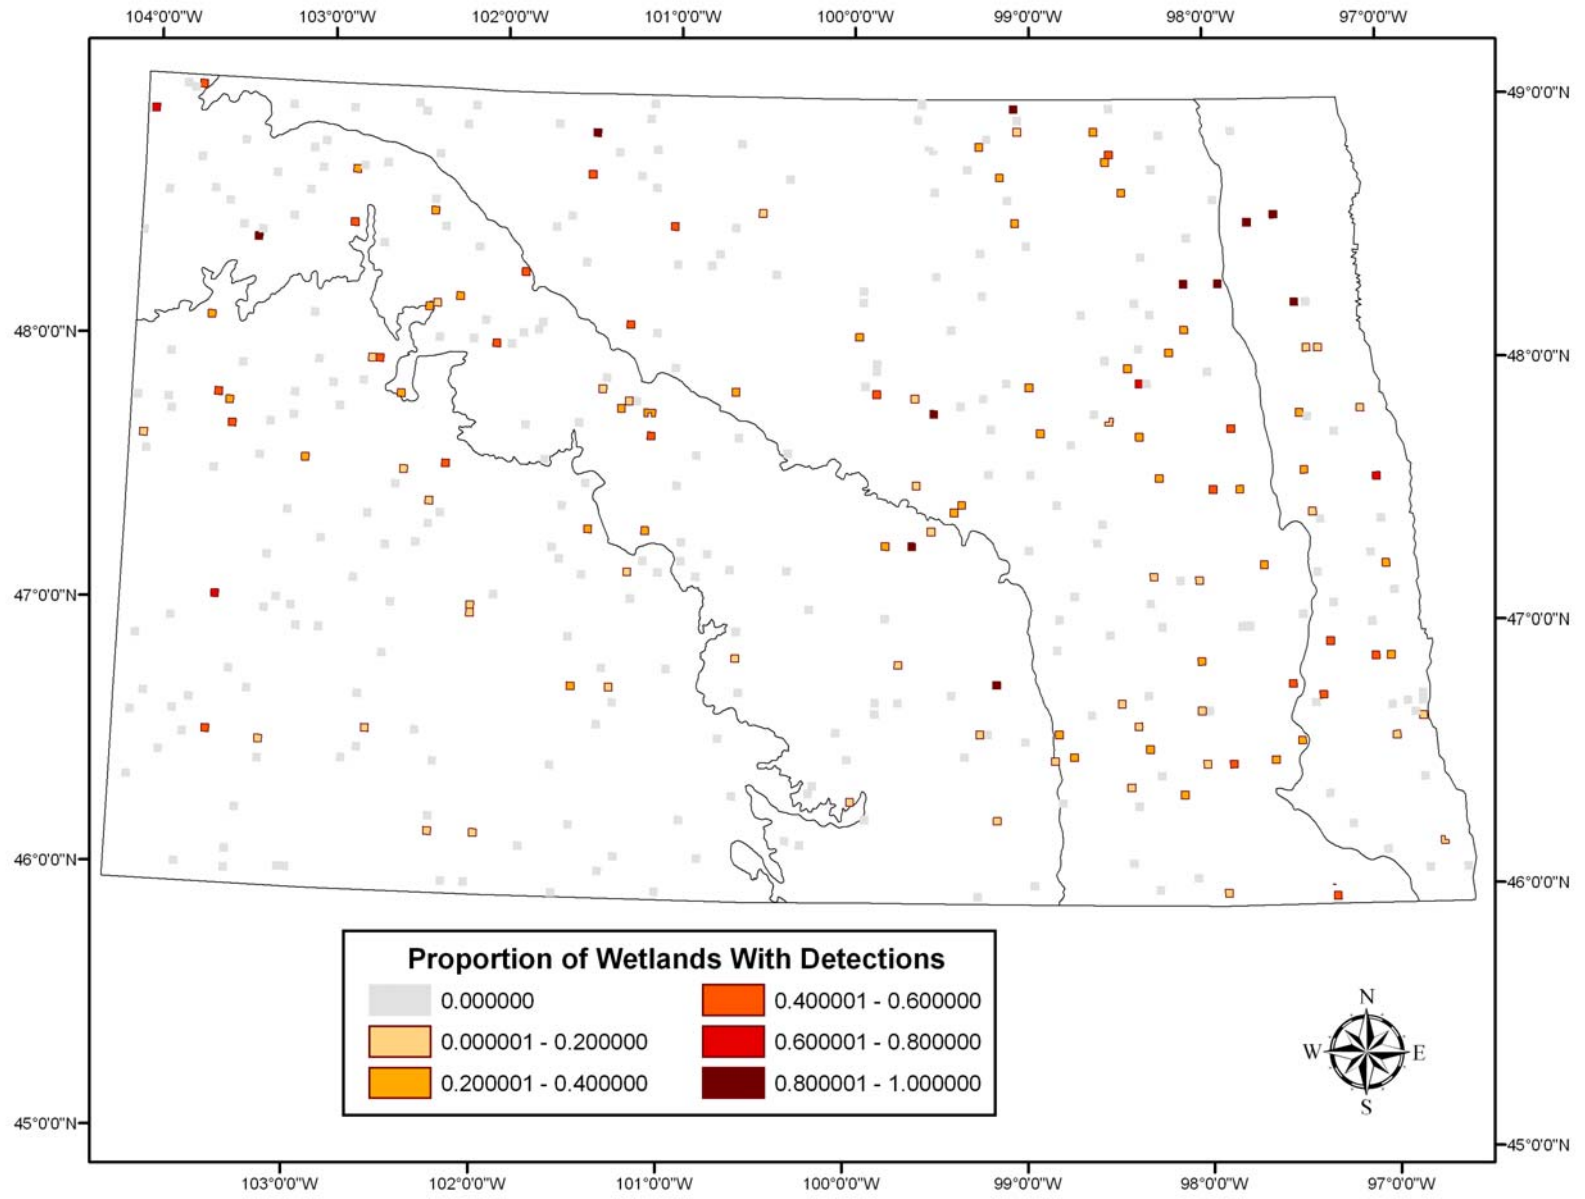 104°0'0"W 103°0'0"W 102°0'0"W 101°0'0"W 100°0'0"W 99°0'0"W 98°0'0"W 97°0'0"W
49°0'0"N
48°0'0"N
48°0'0"N
47°0'0"N
47°0'0"N
46°0'0"N
46°0'0"N
Proportion of Wetlands With Detections
0.000000 0.400001 - 0.600000
0.000001 - 0.200000 0.600001 - 0.800000
0.200001 - 0.400000 0.800001 - 1.000000
N
W E
S
45°0'0"N
45°0'0"N
103°0'0"W 102°0'0"W 101°0'0"W 100°0'0"W 99°0'0"W 98°0'0"W 97°0'0"W